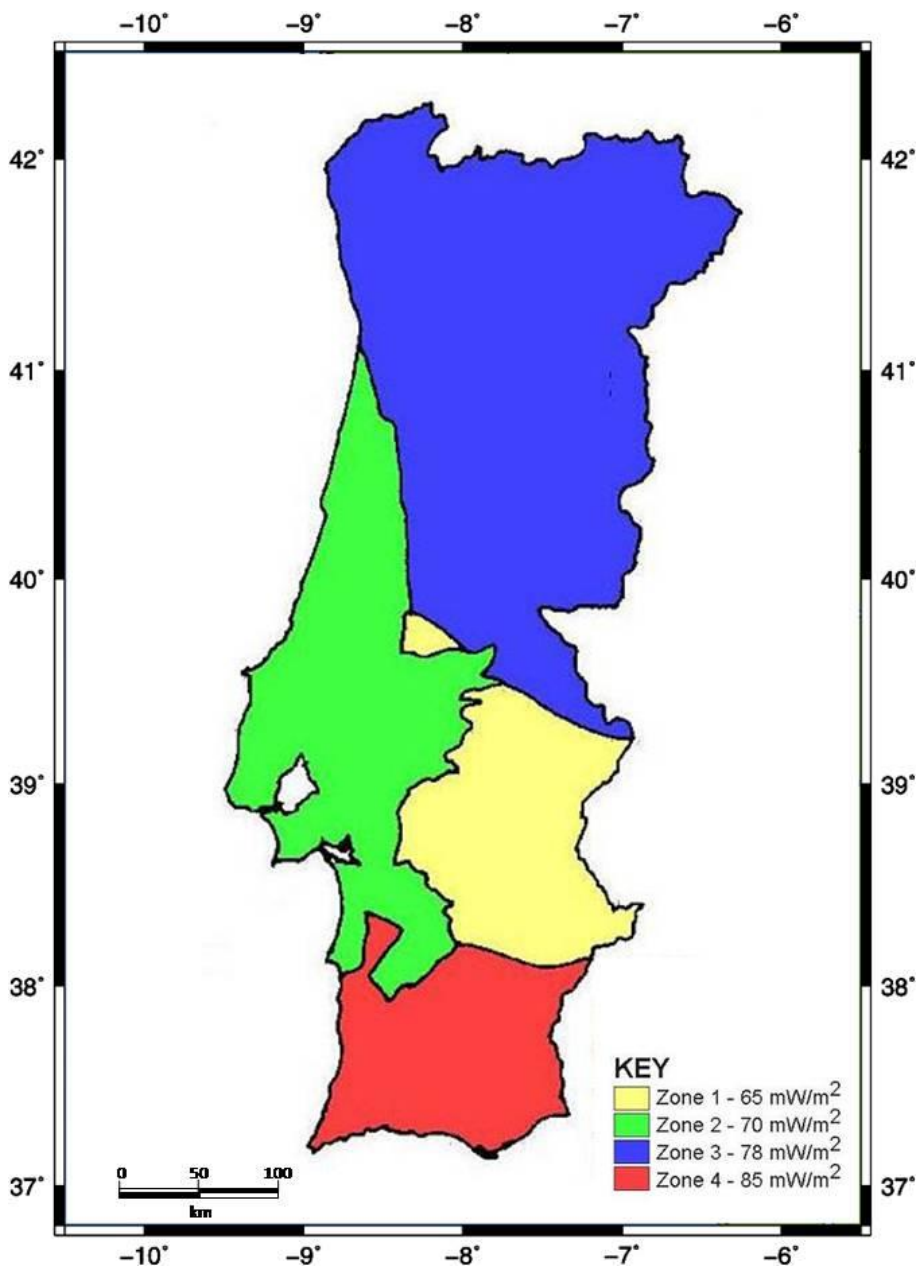 −10° −9° −8° −7° −6°
42° 42°
41° 41°
40° 40°
39° 39°
38° 38°
KEY
Zone 1 - 65 mW/m²
Zone 2 - 70 mW/m²
Zone 3 - 78 mW/m²
Zone 4 - 85 mW/m²
0 50 100
km
37° 37°
−10° −9° −8° −7° −6°